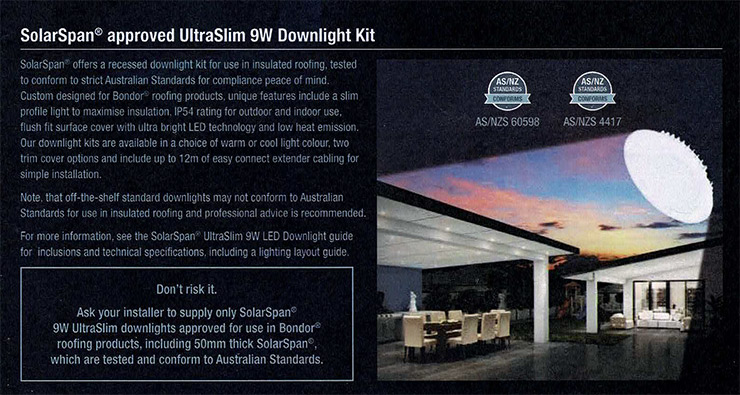 SolarSpan® approved UltraSlim 9W Downlight Kit
SolarSpan® offers a recessed downlight kit for use in insulated roofing, tested
to conform to strict Australian Standards for compliance peace of mind.
Custom designed for Bondor® roofing products, unique features include a slim
profile light to maximise insulation, IP54 rating for outdoor and indoor use,
flush fit surface cover with ultra bright LED technology and low heat emission.
Our downlight kits are available in a choice of warm or cool light colour, two
trim cover options and include up to 12m of easy connect extender cabling for
simple installation.
Note, that off-the-shelf standard downlights may not conform to Australian
Standards for use in insulated roofing and professional advice is recommended.
For more information, see the SolarSpan® UltraSlim 9W LED Downlight guide
for inclusions and technical specifications, including a lighting layout guide.
Don't risk it.
Ask your installer to supply only SolarSpan®
9W UltraSlim downlights approved for use in Bondor®
roofing products, including 50mm thick SolarSpan®,
which are tested and conform to Australian Standards.
AS/NZ
STANDARDS
CONFORMS
AS/NZS 60598
AS/NZ
STANDARDS
CONFORMS
AS/NZS 4417